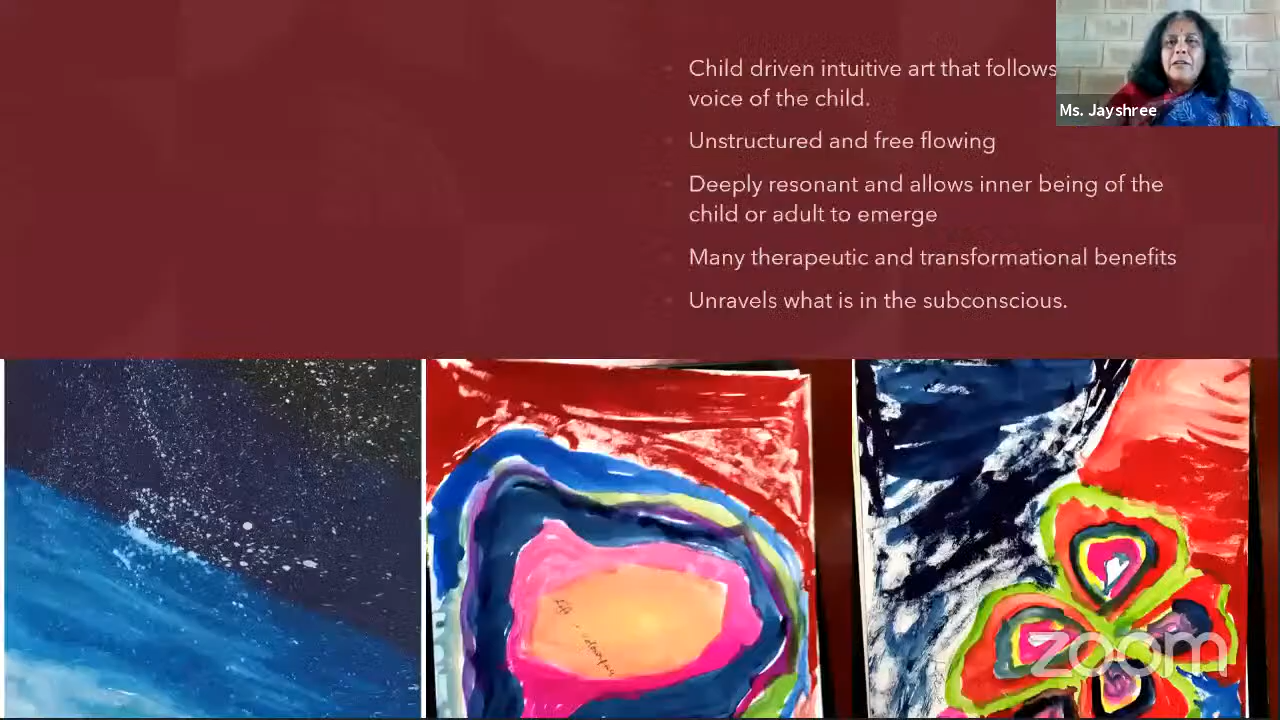 Child driven intuitive art that follows
voice of the child.
Unstructured and free flowing
Deeply resonant and allows inner being of the
child or adult to emerge
Many therapeutic and transformational benefits
Unravels what is in the subconscious.
Ms. Jayshree
Life
zoom